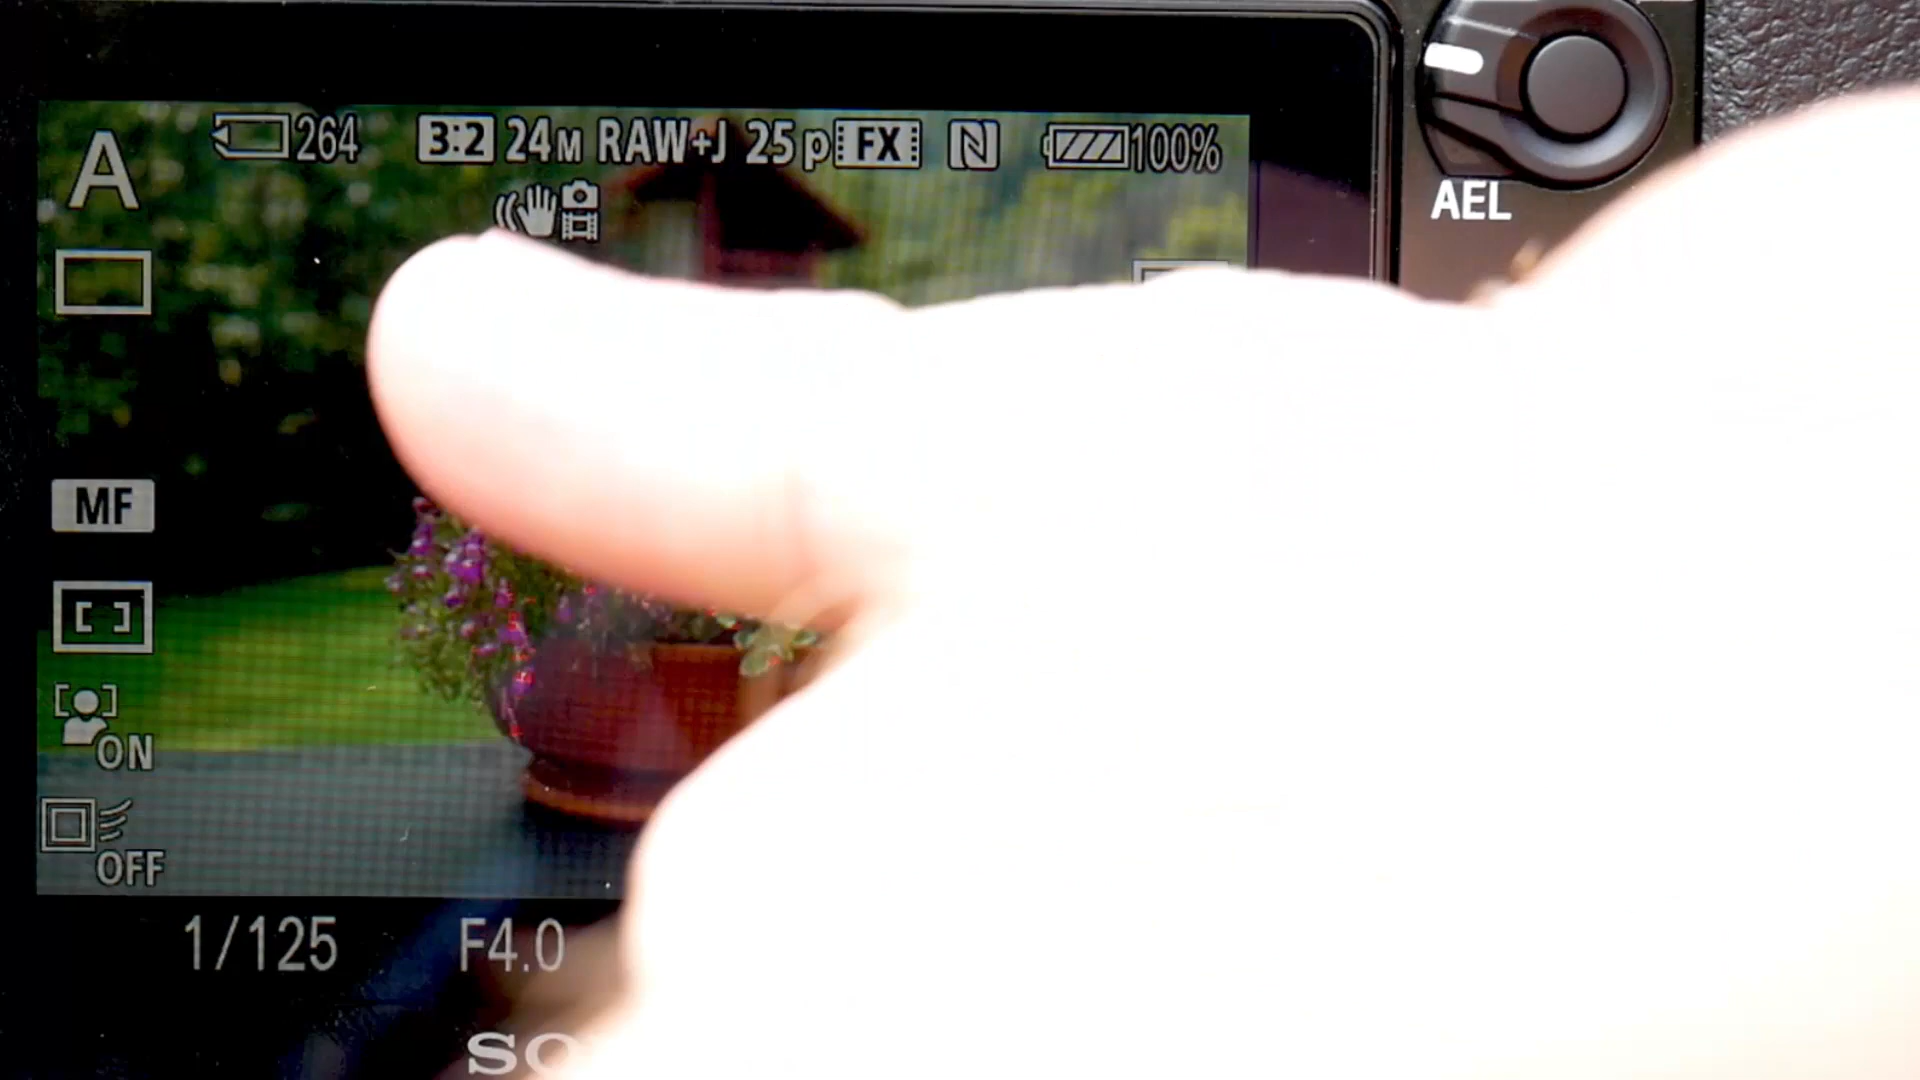 A 264 3:2 24M RAW+J 25p FX N 100%
AEL
MF
ON
OFF
1/125 F4.0
SO